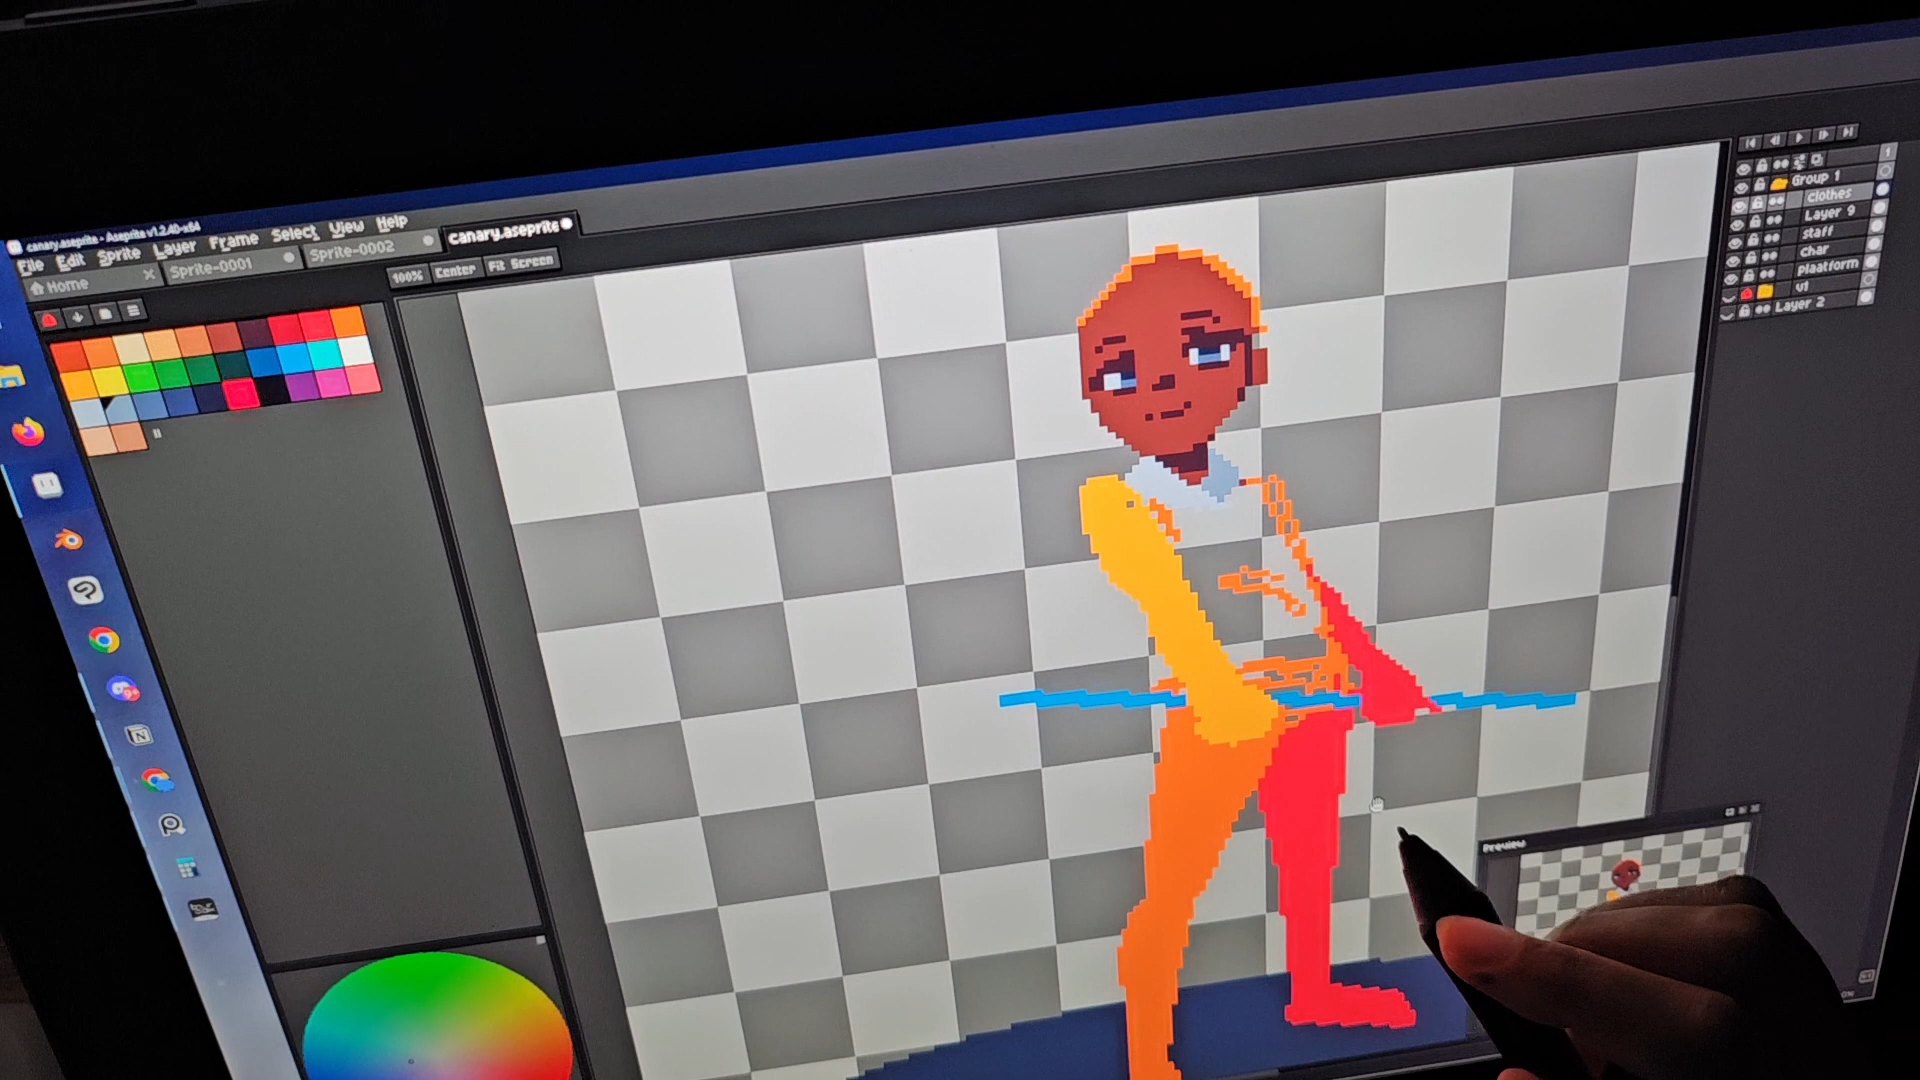 canary.aseprite - Aseprite v1.2.40-x64
File Edit Sprite Layer Frame Select View Help
Home
Sprite-0001
Sprite-0002
canary.aseprite
100% Center Fit Screen
1
Group 1
clothes
Layer 9
staff
char
plaatform
v1
Layer 2
Preview
9+